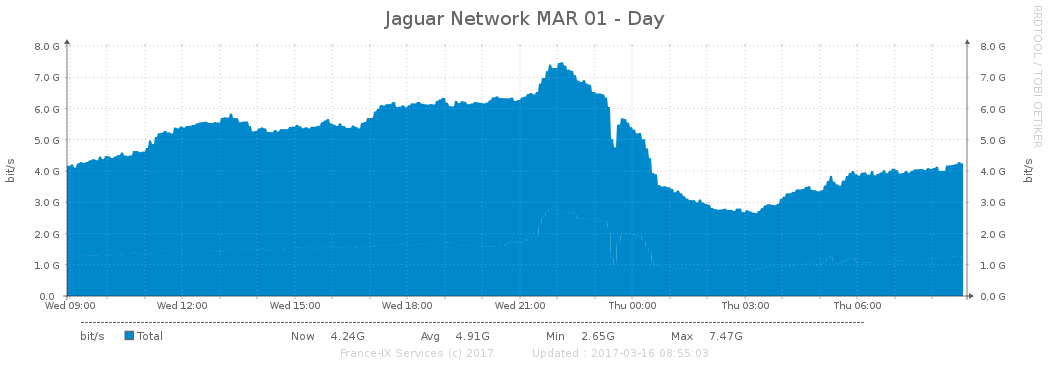 Jaguar Network MAR 01 - Day
RRDTOOL / TOBI OETIKER
8.0 G 8.0 G
7.0 G 7.0 G
6.0 G 6.0 G
5.0 G 5.0 G
4.0 G 4.0 G
3.0 G 3.0 G
2.0 G 2.0 G
1.0 G 1.0 G
0.0 0.0 G
bit/s
bit/s
Wed 09:00 Wed 12:00 Wed 15:00 Wed 18:00 Wed 21:00 Thu 00:00 Thu 03:00 Thu 06:00
bit/s Total Now 4.24G Avg 4.91G Min 2.65G Max 7.47G
France-IX Services (c) 2017 Updated : 2017-03-16 08:55:03